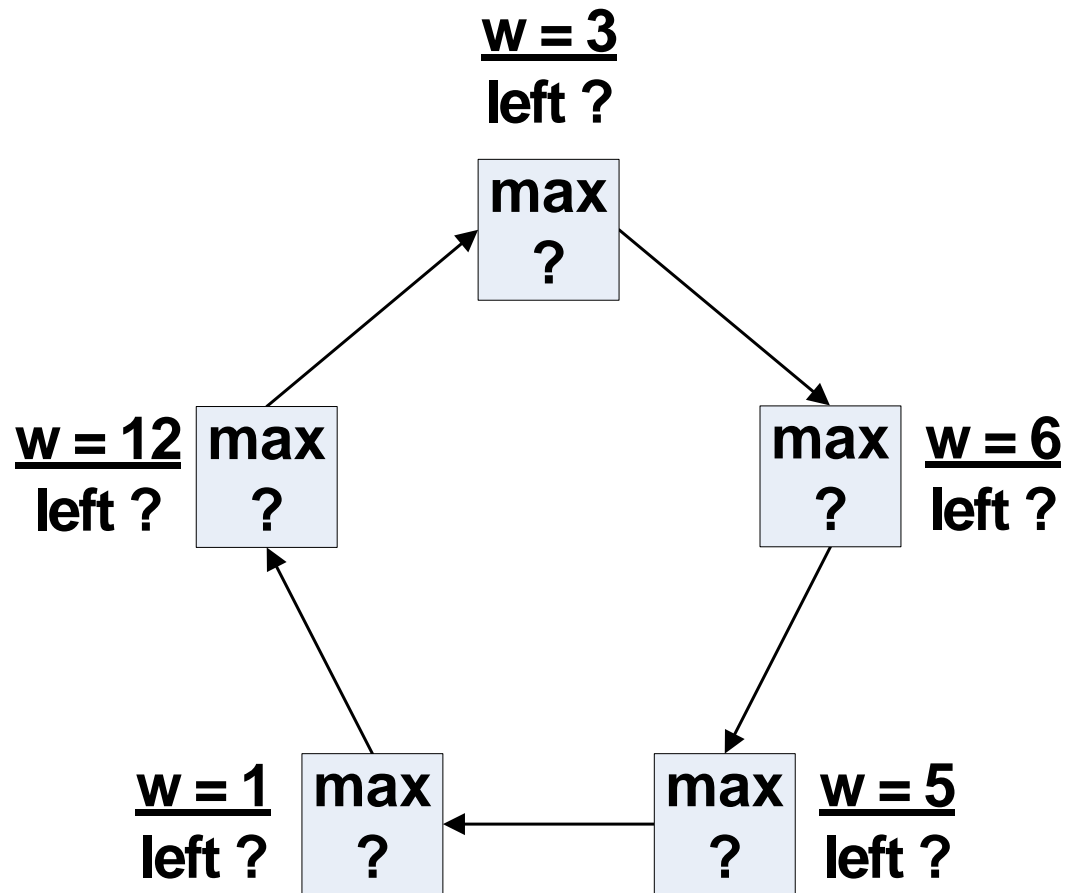 w = 3
left ?
max
?
w = 12
left ?
max
?
max
?
w = 6
left ?
w = 1
left ?
max
?
max
?
w = 5
left ?